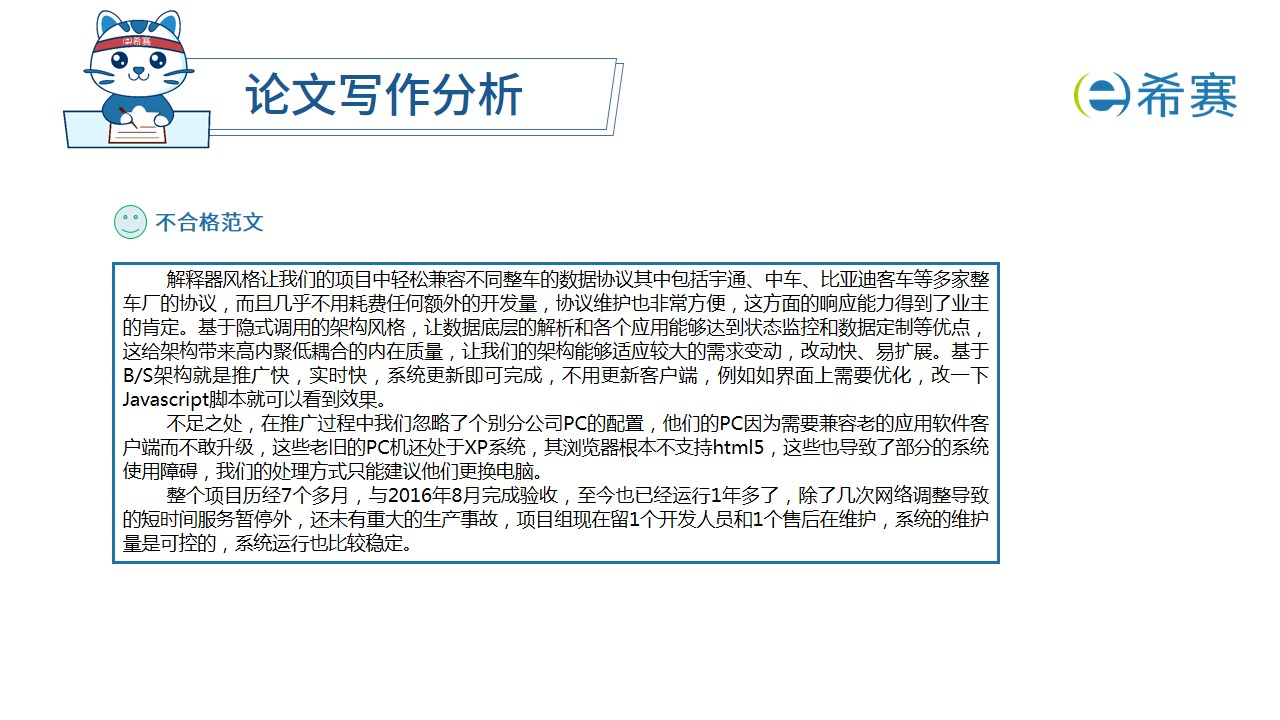 希赛
论文写作分析
希赛
不合格范文
解释器风格让我们的项目中轻松兼容不同整车的数据协议其中包括宇通、中车、比亚迪客车等多家整
车厂的协议，而且几乎不用耗费任何额外的开发量，协议维护也非常方便，这方面的响应能力得到了业主
的肯定。基于隐式调用的架构风格，让数据底层的解析和各个应用能够达到状态监控和数据定制等优点，
这给架构带来高内聚低耦合的内在质量，让我们的架构能够适应较大的需求变动，改动快、易扩展。基于
B/S架构就是推广快，实时快，系统更新即可完成，不用更新客户端，例如如界面上需要优化，改一下
Javascript脚本就可以看到效果。
不足之处，在推广过程中我们忽略了个别分公司PC的配置，他们的PC因为需要兼容老的应用软件客
户端而不敢升级，这些老旧的PC机还处于XP系统，其浏览器根本不支持html5，这些也导致了部分的系统
使用障碍，我们的处理方式只能建议他们更换电脑。
整个项目历经7个多月，与2016年8月完成验收，至今也已经运行1年多了，除了几次网络调整导致
的短时间服务暂停外，还未有重大的生产事故，项目组现在留1个开发人员和1个售后在维护，系统的维护
量是可控的，系统运行也比较稳定。